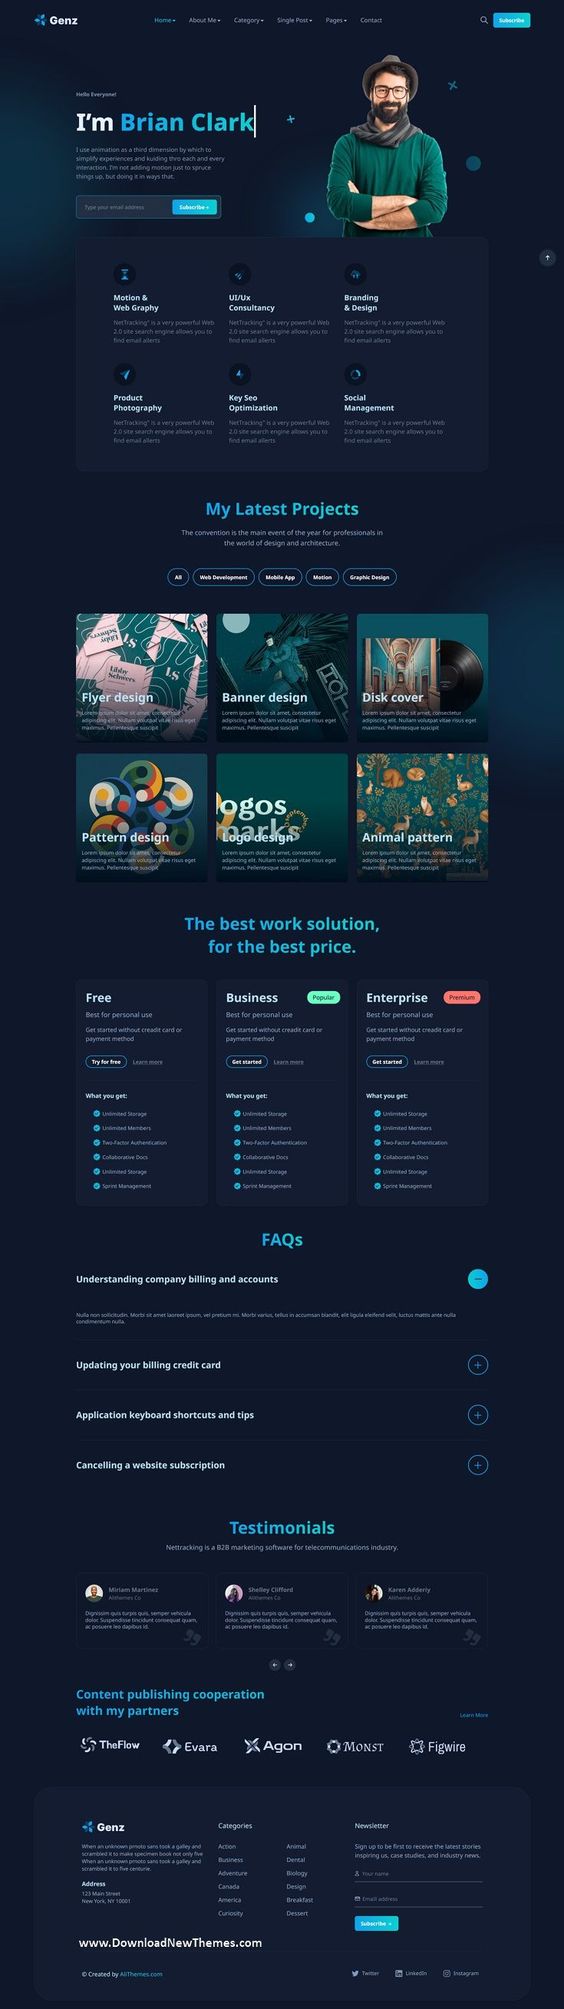 Genz
Home
About Me
Category
Single Post
Pages
Contact
Subscribe
Hello Everyone!
I'm Brian Clark
I use animation as a third dimension by which to
simplify experiences and kuiding thro each and every
interaction. I'm not adding motion just to spruce
things up, but doing it in ways that.
Type your email address
Subscribe +
Motion &
Web Graphy
NetTracking" is a very powerful Web
2.0 site search engine allows you to
find email allerts
UI/Ux
Consultancy
NetTracking" is a very powerful Web
2.0 site search engine allows you to
find email allerts
Branding
& Design
NetTracking" is a very powerful Web
2.0 site search engine allows you to
find email allerts
Product
Photography
NetTracking" is a very powerful Web
2.0 site search engine allows you to
find email allerts
Key Seo
Optimization
NetTracking" is a very powerful Web
2.0 site search engine allows you to
find email allerts
Social
Management
NetTracking" is a very powerful Web
2.0 site search engine allows you to
find email allerts
My Latest Projects
The convention is the main event of the year for professionals in
the world of design and architecture.
All
Web Development
Mobile App
Motion
Graphic Design
Libby
Schwers
Flyer design
Lorem ipsum dolor sit amet, consectetur
adipiscing elit. Nullam volutpat vitae risus eget
maximus. Pellentesque suscipit
Banner design
Lorem ipsum dolor sit amet, consectetur
adipiscing elit. Nullam volutpat vitae risus eget
maximus. Pellentesque suscipit
Disk cover
Lorem ipsum dolor sit amet, consectetur
adipiscing elit. Nullam volutpat vitae risus eget
maximus. Pellentesque suscipit
Pattern design
Lorem ipsum dolor sit amet, consectetur
adipiscing elit. Nullam volutpat vitae risus eget
maximus. Pellentesque suscipit
ogos
marks
Logo design
Lorem ipsum dolor sit amet, consectetur
adipiscing elit. Nullam volutpat vitae risus eget
maximus. Pellentesque suscipit
Animal pattern
Lorem ipsum dolor sit amet, consectetur
adipiscing elit. Nullam volutpat vitae risus eget
maximus. Pellentesque suscipit
The best work solution,
for the best price.
Free
Best for personal use
Get started without creadit card or
payment method
Try for free
Learn more
What you get:
Unlimited Storage
Unlimited Members
Two-Factor Authentication
Collaborative Docs
Unlimited Storage
Sprint Management
Business
Popular
Best for personal use
Get started without creadit card or
payment method
Get started
Learn more
What you get:
Unlimited Storage
Unlimited Members
Two-Factor Authentication
Collaborative Docs
Unlimited Storage
Sprint Management
Enterprise
Premium
Best for personal use
Get started without creadit card or
payment method
Get started
Learn more
What you get:
Unlimited Storage
Unlimited Members
Two-Factor Authentication
Collaborative Docs
Unlimited Storage
Sprint Management
FAQs
Understanding company billing and accounts
Nulla non sollicitudin. Morbi sit amet laoreet ipsum, vel pretium mi. Morbi varius, tellus in accumsan blandit, elit ligula eleifend velit, luctus mattis ante nulla
condimentum nulla.
Updating your billing credit card
Application keyboard shortcuts and tips
Cancelling a website subscription
Testimonials
Nettracking is a B2B marketing software for telecommunications industry.
Miriam Martinez
Alithemes Co
Dignissim quis turpis quis, semper vehicula
dolor. Suspendisse tincidunt consequat quam,
ac posuere leo dapibus id.
Shelley Clifford
Alithemes Co
Dignissim quis turpis quis, semper vehicula
dolor. Suspendisse tincidunt consequat quam,
ac posuere leo dapibus id.
Karen Adderly
Alithemes Co
Dignissim quis turpis quis, semper vehicula
dolor. Suspendisse tincidunt consequat quam,
ac posuere leo dapibus id.
Content publishing cooperation
with my partners
Learn More
TheFlow
Evara
Agon
Monst
Figwire
Genz
When an unknown prnoto sans took a galley and
scrambled it to make specimen book not only five
When an unknown prnoto sans took a galley and
scrambled it to five centurie.
Address
123 Main Street
New York, NY 10001
Categories
Action
Business
Adventure
Canada
America
Curiosity
Animal
Dental
Biology
Design
Breakfast
Dessert
Newsletter
Sign up to be first to receive the latest stories
inspiring us, case studies, and industry news.
Your name
Emaill address
Subscribe +
www.DownloadNewThemes.com
© Created by AliThemes.com
Twitter
LinkedIn
Instagram